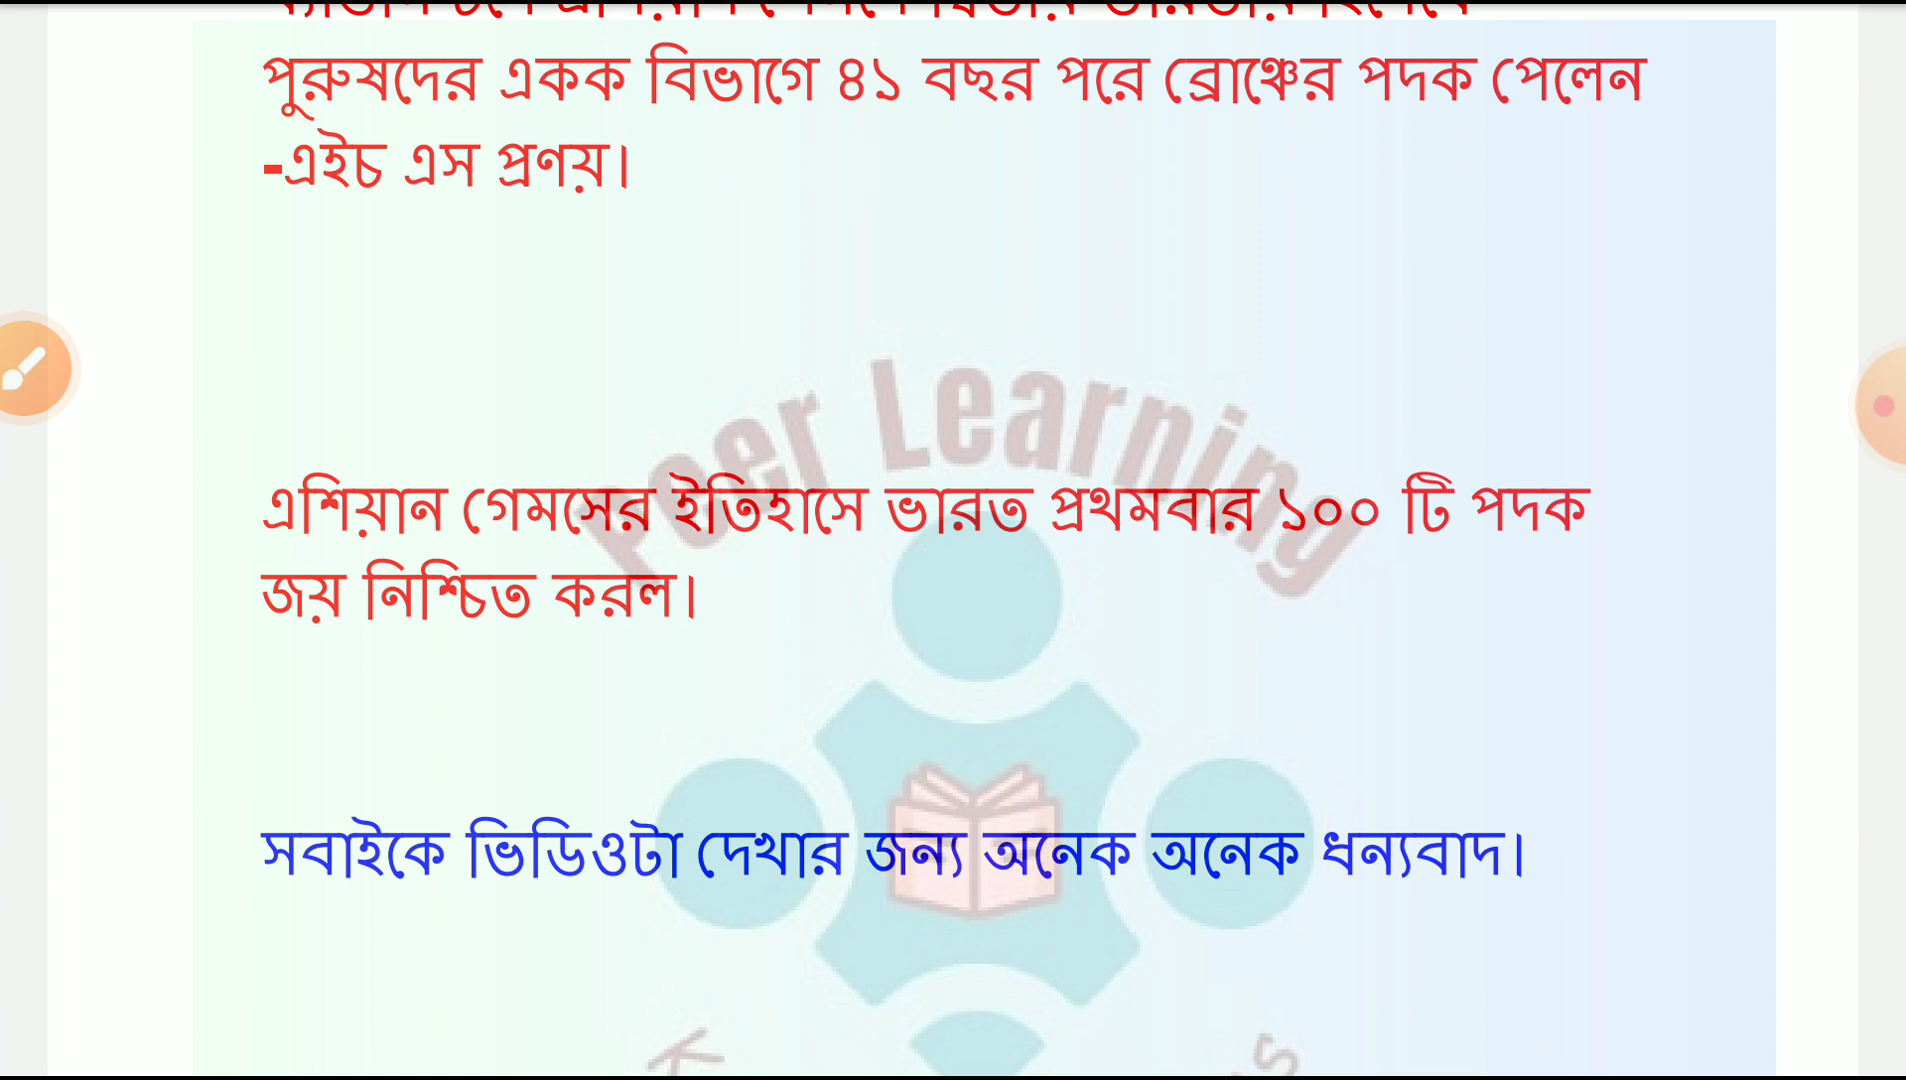 পুরুষদের একক বিভাগে ৪১ বছর পরে ব্রোঞ্চের পদক পেলেন
-এইচ এস প্রণয়।
Peer Learning
এশিয়ান গেমসের ইতিহাসে ভারত প্রথমবার ১০০ টি পদক
জয় নিশ্চিত করল।
সবাইকে ভিডিওটা দেখার জন্য অনেক অনেক ধন্যবাদ।